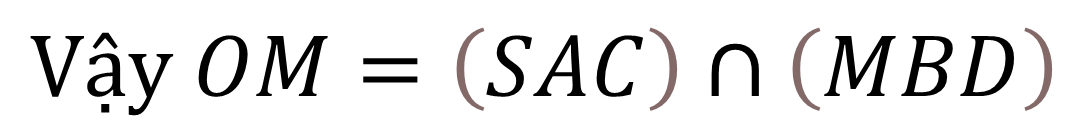 Vậy OM = (SAC) ∩ (MBD)